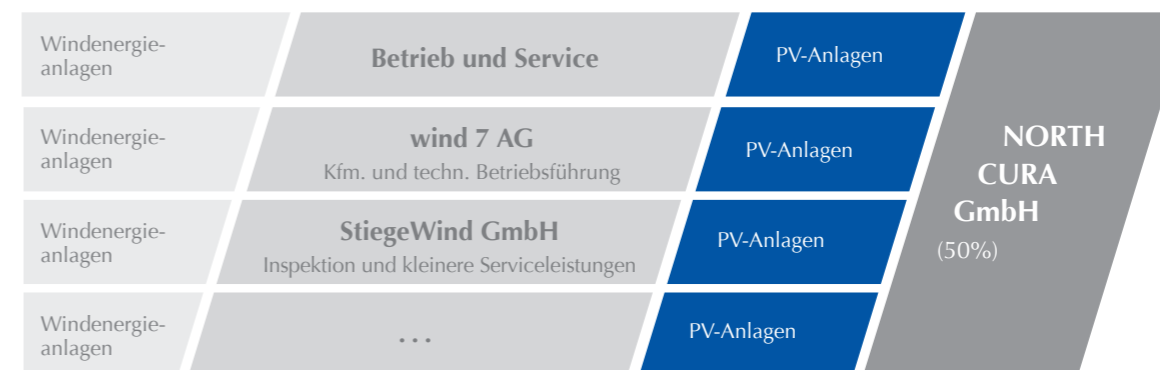 Windenergie-
anlagen
Betrieb und Service
PV-Anlagen
Windenergie-
anlagen
wind 7 AG
Kfm. und techn. Betriebsführung
PV-Anlagen
Windenergie-
anlagen
StiegeWind GmbH
Inspektion und kleinere Serviceleistungen
PV-Anlagen
Windenergie-
anlagen
...
PV-Anlagen
NORTH
CURA
GmbH
(50%)